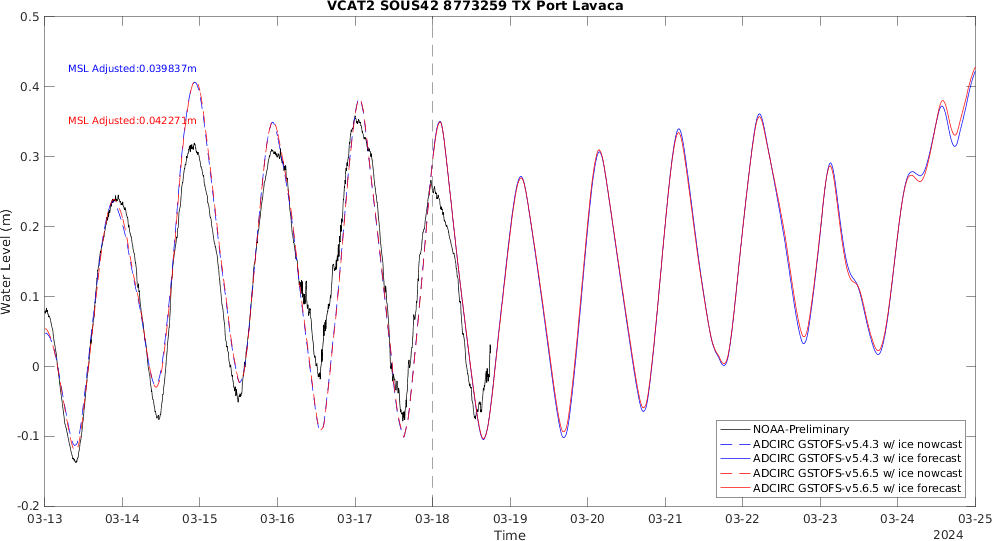 VCAT2 SOUS42 8773259 TX Port Lavaca
0.5
MSL Adjusted:0.039837m
0.4
MSL Adjusted:0.042271m
0.3
0.2
Water Level (m)
0.1
0
-0.1
-0.2
NOAA-Preliminary
ADCIRC GSTOFS-v5.4.3 w/ ice nowcast
ADCIRC GSTOFS-v5.4.3 w/ ice forecast
ADCIRC GSTOFS-v5.6.5 w/ ice nowcast
ADCIRC GSTOFS-v5.6.5 w/ ice forecast
03-13 03-14 03-15 03-16 03-17 03-18 03-19 03-20 03-21 03-22 03-23 03-24 03-25
Time
2024